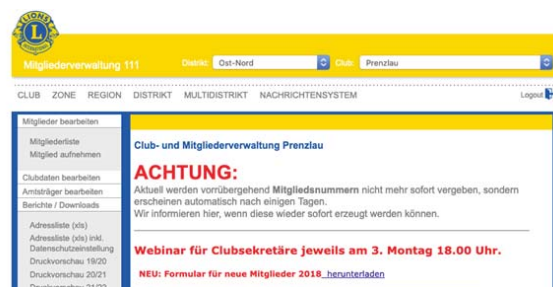 LIONS
L
INTERNATIONAL
Mitgliederverwaltung 111
Distrikt: Ost-Nord
Club: Prenzlau
CLUB ZONE REGION DISTRIKT MULTIDISTRIKT NACHRICHTENSYSTEM
Logout
Mitglieder bearbeiten
Mitgliederliste
Mitglied aufnehmen
Clubdaten bearbeiten
Amtsträger bearbeiten
Berichte / Downloads
Adressliste (xls)
Adressliste (xls) inkl.
Datenschutzeinstellung
Druckvorschau 19/20
Druckvorschau 20/21
Druckvorschau 21/22
Club- und Mitgliederverwaltung Prenzlau
ACHTUNG:
Aktuell werden vorrübergehend Mitgliedsnummern nicht mehr sofort vergeben, sondern
erscheinen automatisch nach einigen Tagen.
Wir informieren hier, wenn diese wieder sofort erzeugt werden können.
Webinar für Clubsekretäre jeweils am 3. Montag 18.00 Uhr.
NEU: Formular für neue Mitglieder 2018 herunterladen